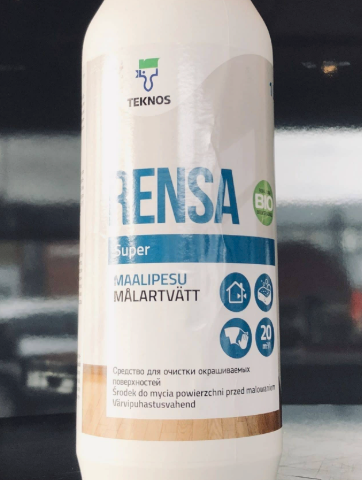 TEKNOS
RENSA
BIO
Super
MAALIPESU
MÅLARTVÄTT
20
Средство для очистки окрашиваемых
поверхностей
Środek do mycia powierzchni przed malowaniem
Värvipuhastusvahend